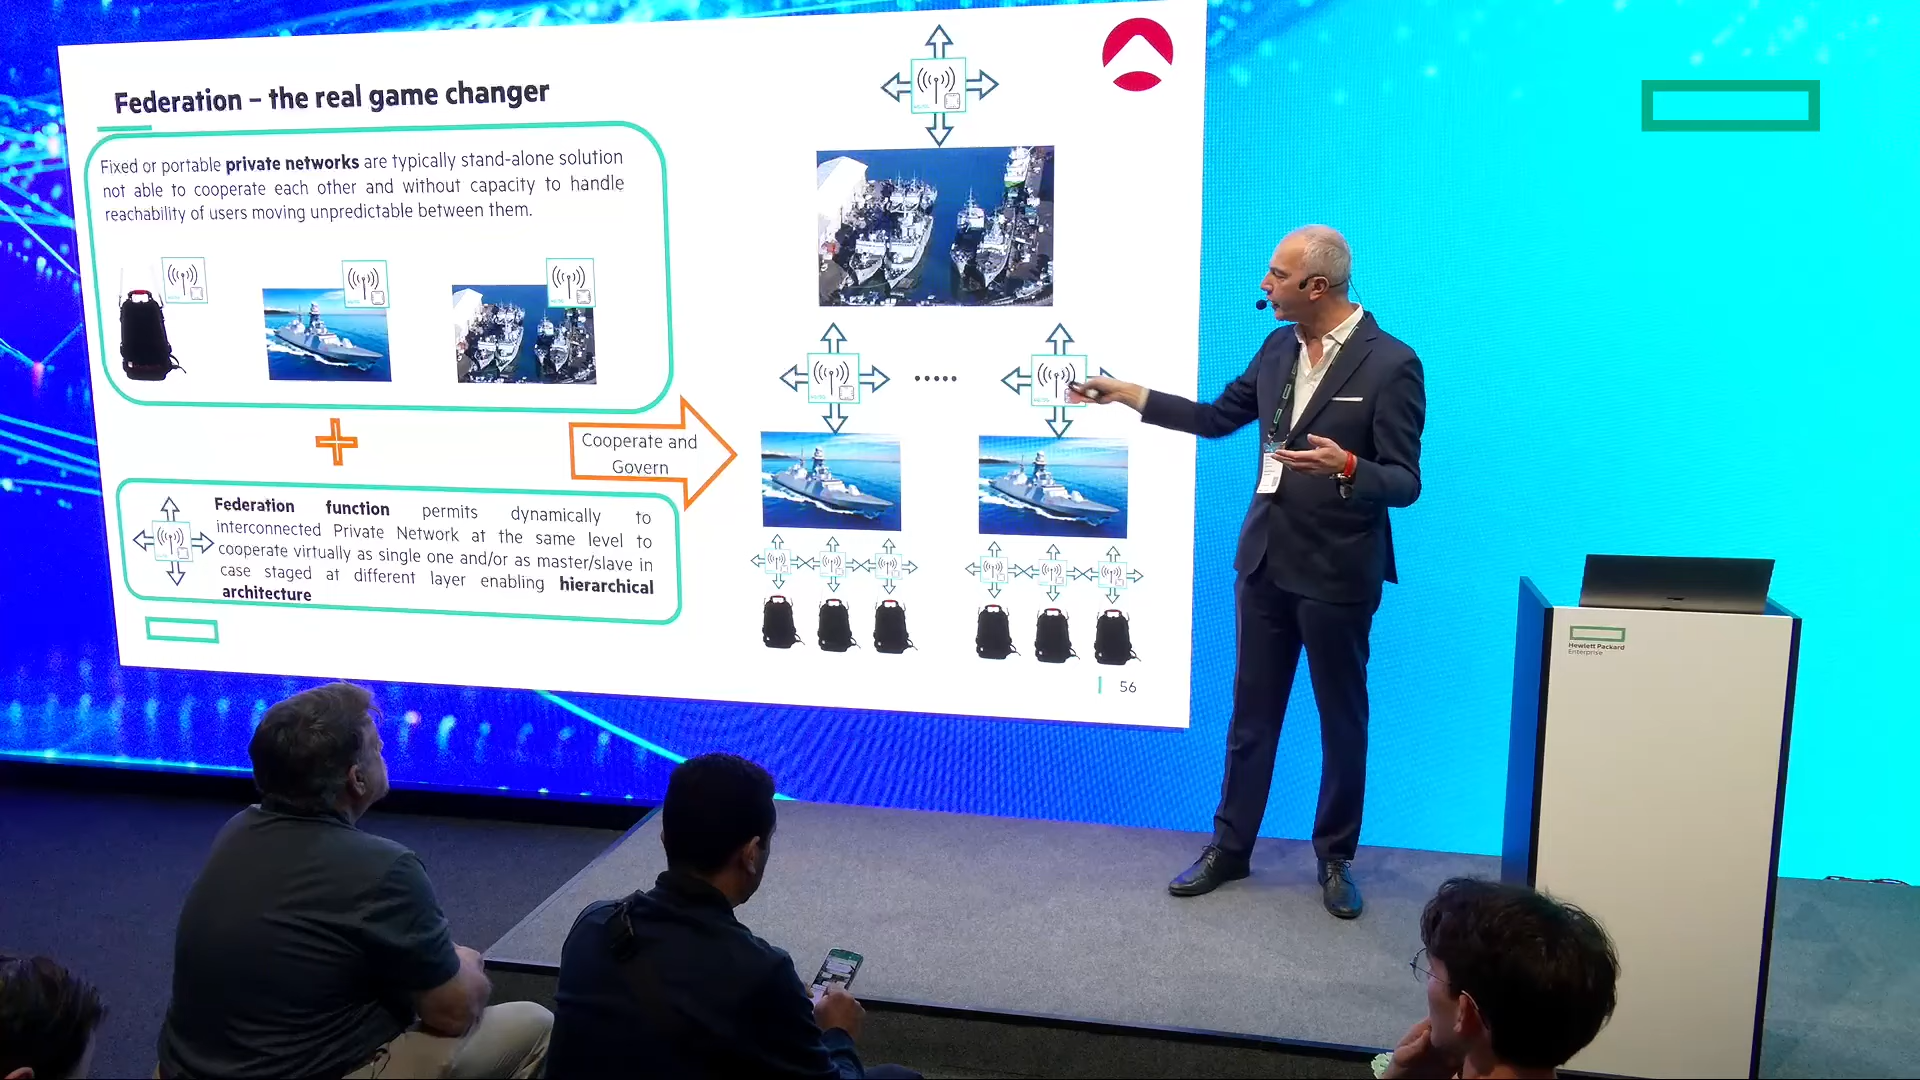 Federation – the real game changer
Fixed or portable private networks are typically stand-alone solution
not able to cooperate each other and without capacity to handle
reachability of users moving unpredictable between them.
Cooperate and
Govern
Federation function permits dynamically to
interconnected Private Network at the same level to
cooperate virtually as single one and/or as master/slave in
case staged at different layer enabling hierarchical
architecture
56
Hewlett Packard
Enterprise